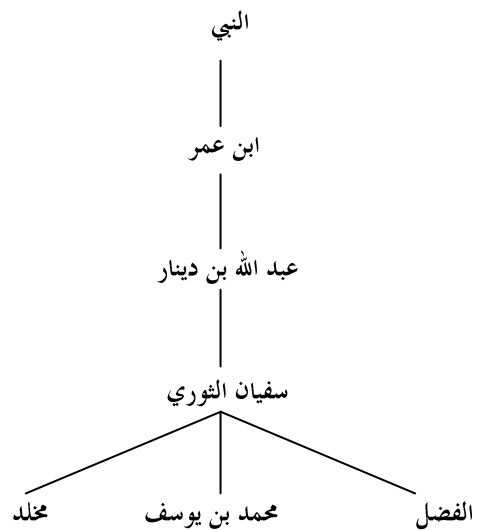 النبي
ابن عمر
عبد الله بن دينار
سفيان الثوري
الفضل محمد بن يوسف مخلد